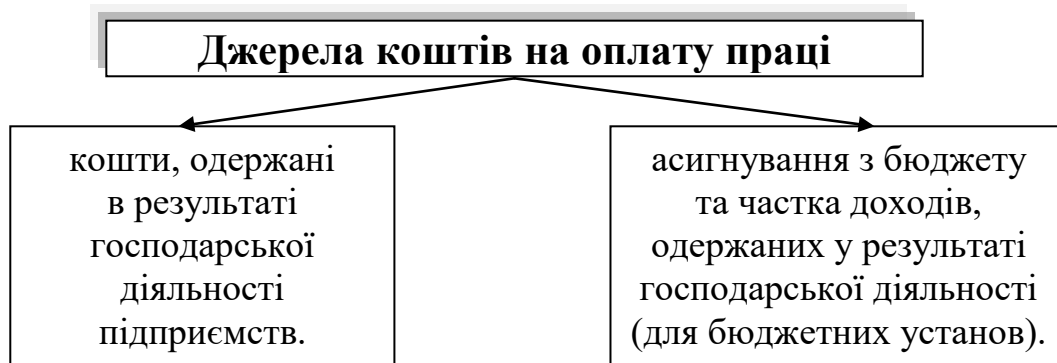 Джерела коштів на оплату праці
кошти, одержані
в результаті
господарської
діяльності
підприємств.
асигнування з бюджету
та частка доходів,
одержаних у результаті
господарської діяльності
(для бюджетних установ).